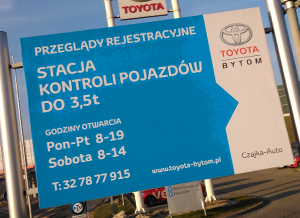 TOYOTA
PRZEGLĄDY REJESTRACYJNE
STACJA
KONTROLI POJAZDÓW
DO 3,5t
GODZINY OTWARCIA
Pon-Pt 8-19
Sobota 8-14
T: 32 78 77 915
TOYOTA
BYTOM
Czajka-Auto
www.toyota-bytom.pl